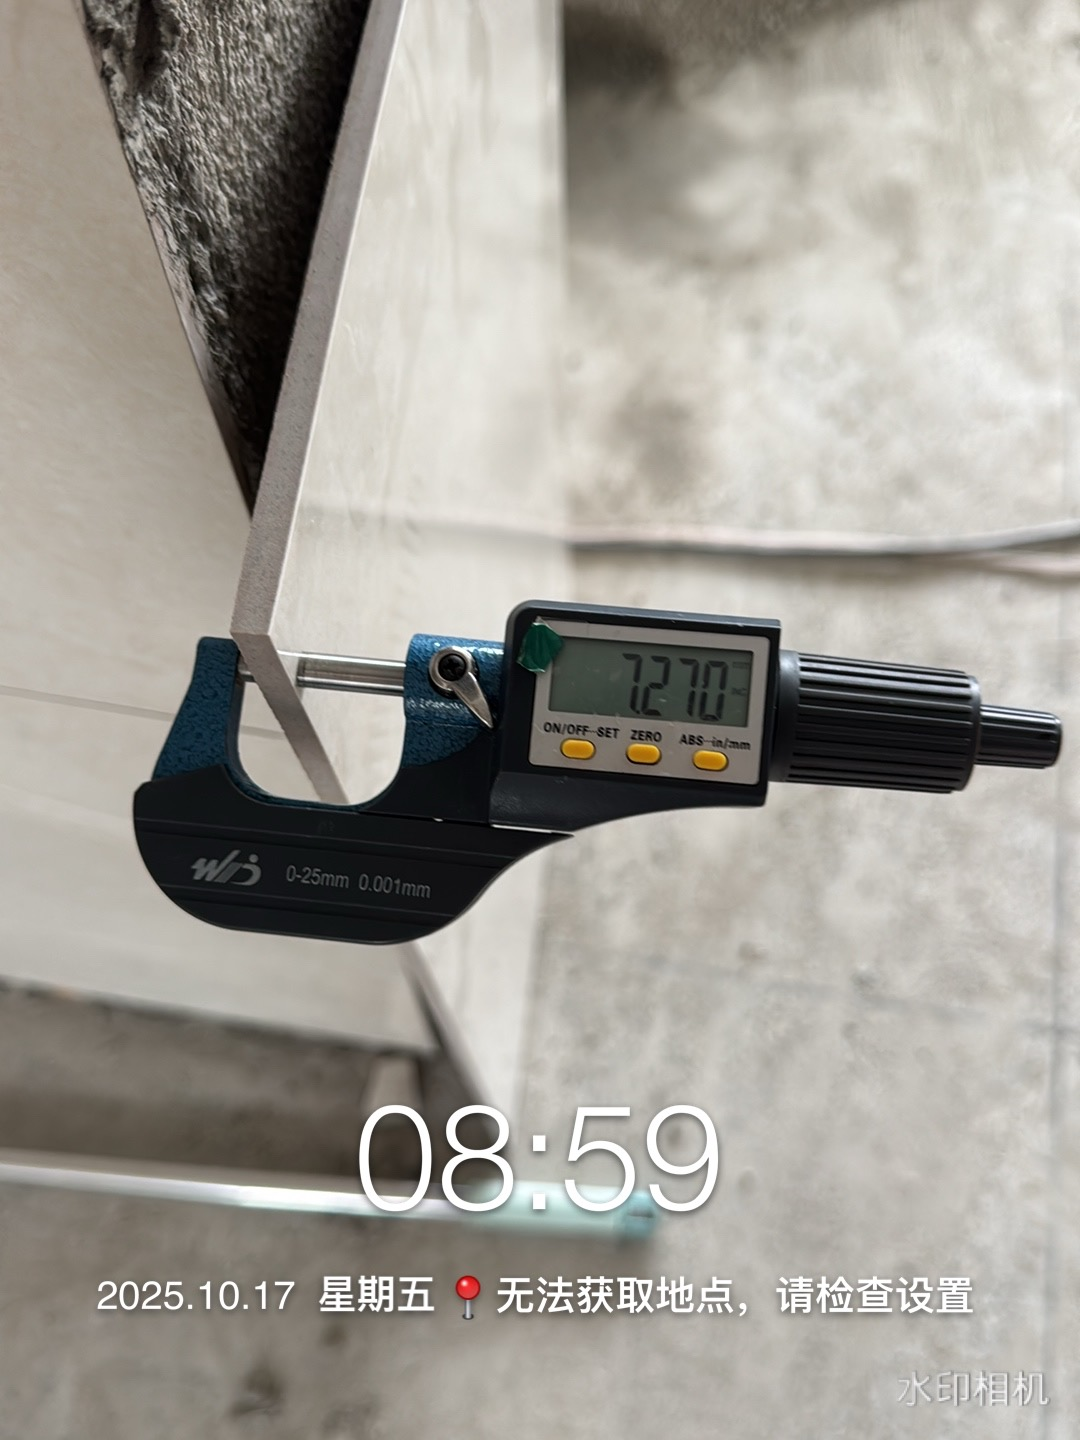 7.270
ON/OFF SET ZERO ABS in/mm
0-25mm 0.001mm
08:59
2025.10.17 星期五 📍无法获取地点，请检查设置
水印相机